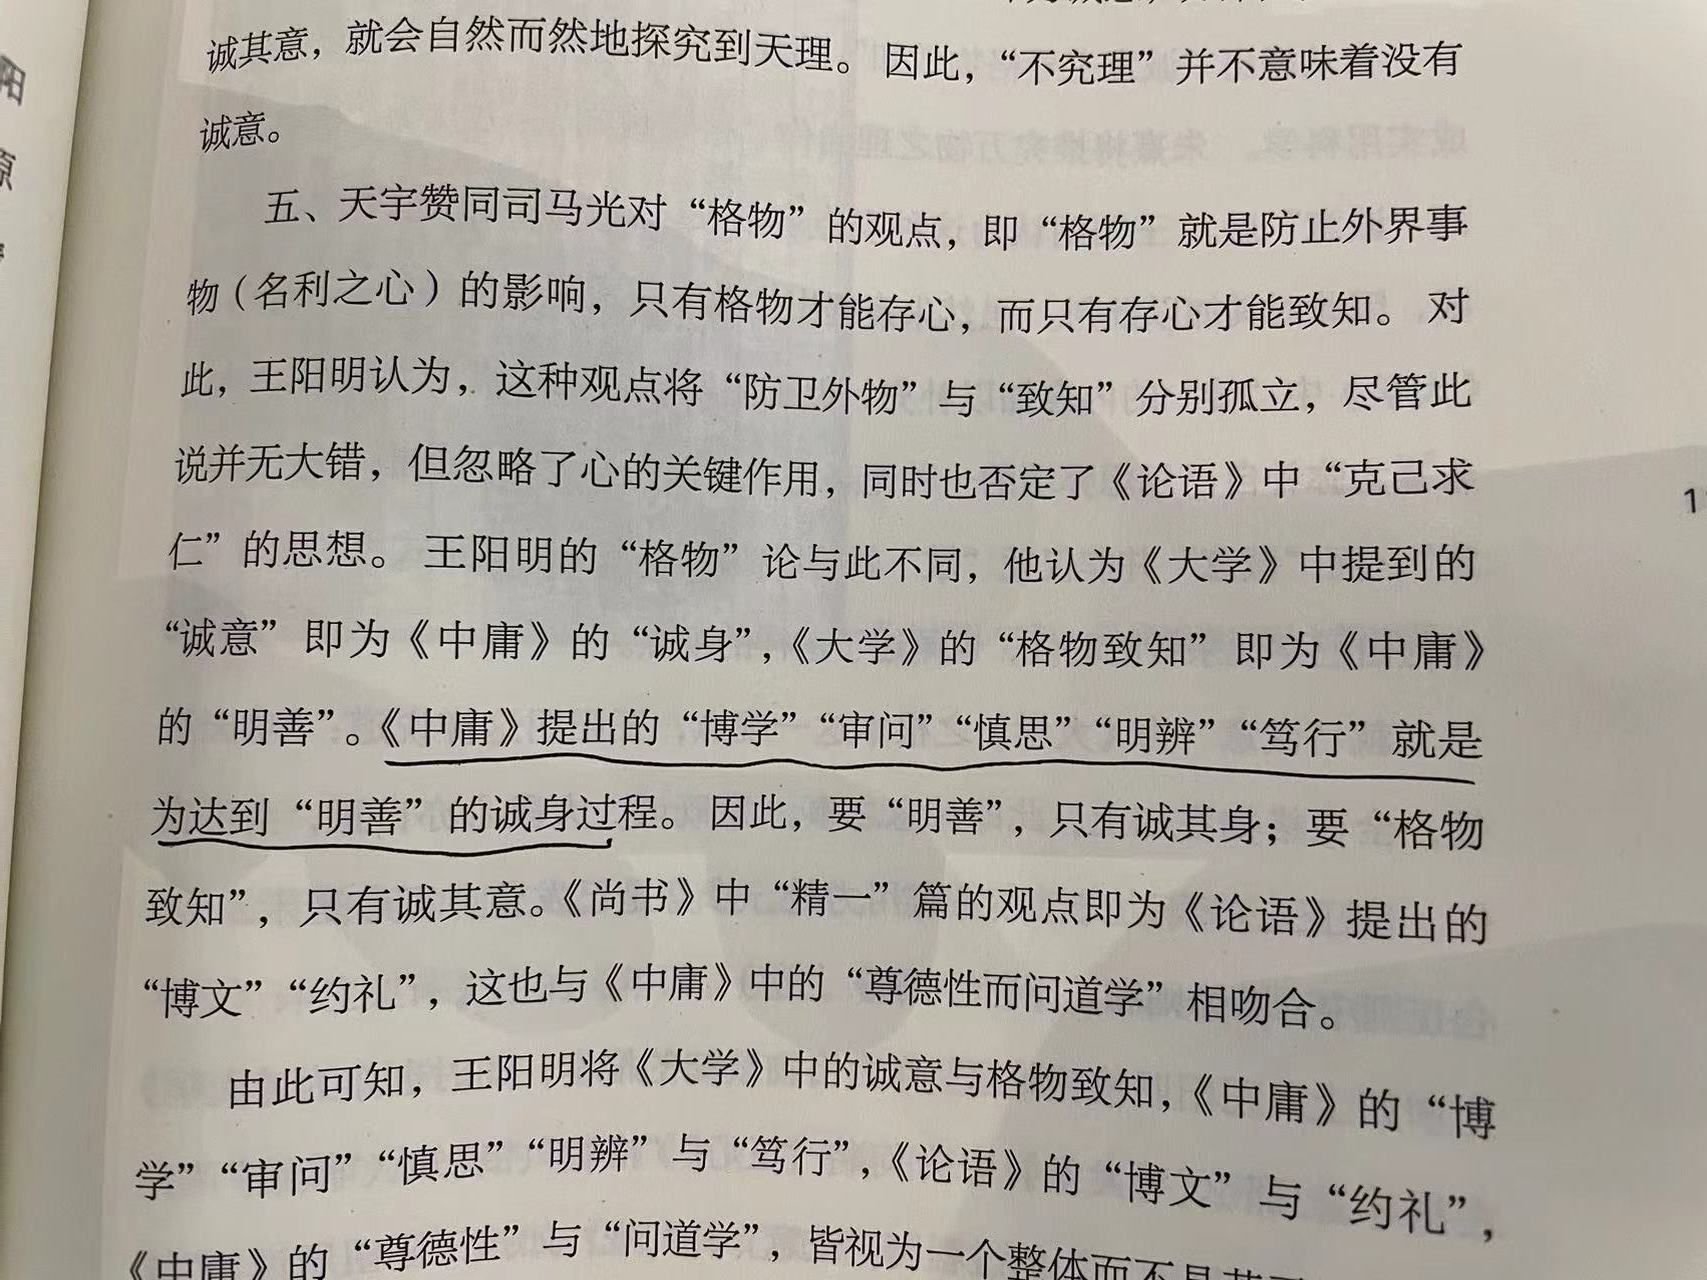 诚其意，就会自然而然地探究到天理。因此，“不究理”并不意味着没有
诚意。
五、天宇赞同司马光对“格物”的观点，即“格物”就是防止外界事
物（名利之心）的影响，只有格物才能存心，而只有存心才能致知。对
此，王阳明认为，这种观点将“防卫外物”与“致知”分别孤立，尽管此
说并无大错，但忽略了心的关键作用，同时也否定了《论语》中“克己求
仁”的思想。王阳明的“格物”论与此不同，他认为《大学》中提到的
“诚意”即为《中庸》的“诚身”，《大学》的“格物致知”即为《中庸》
的“明善”。《中庸》提出的“博学”“审问”“慎思”“明辨”“笃行”就是
为达到“明善”的诚身过程。因此，要“明善”，只有诚其身；要“格物
致知”，只有诚其意。《尚书》中“精一”篇的观点即为《论语》提出的
“博文”“约礼”，这也与《中庸》中的“尊德性而问道学”相吻合。
由此可知，王阳明将《大学》中的诚意与格物致知，《中庸》的“博
学”“审问”“慎思”“明辨”与“笃行”，《论语》的“博文”与“约礼”，
《中庸》的“尊德性”与“问道学”，皆视为一个整体而不是